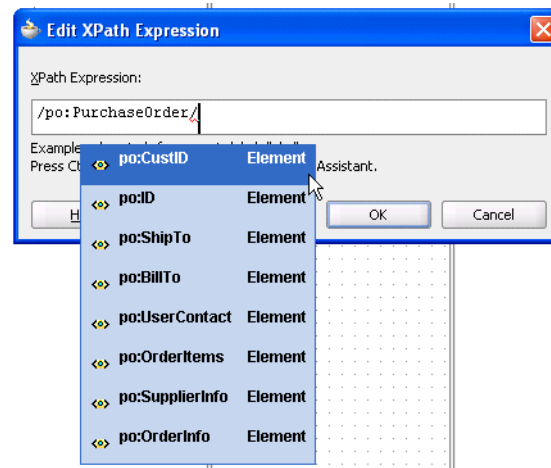 Edit XPath Expression
XPath Expression:
/po:PurchaseOrder/
Example
Press Ct Assistant.
po:CustID Element
po:ID Element
po:ShipTo Element
po:BillTo Element
po:UserContact Element
po:OrderItems Element
po:SupplierInfo Element
po:OrderInfo Element
H OK Cancel